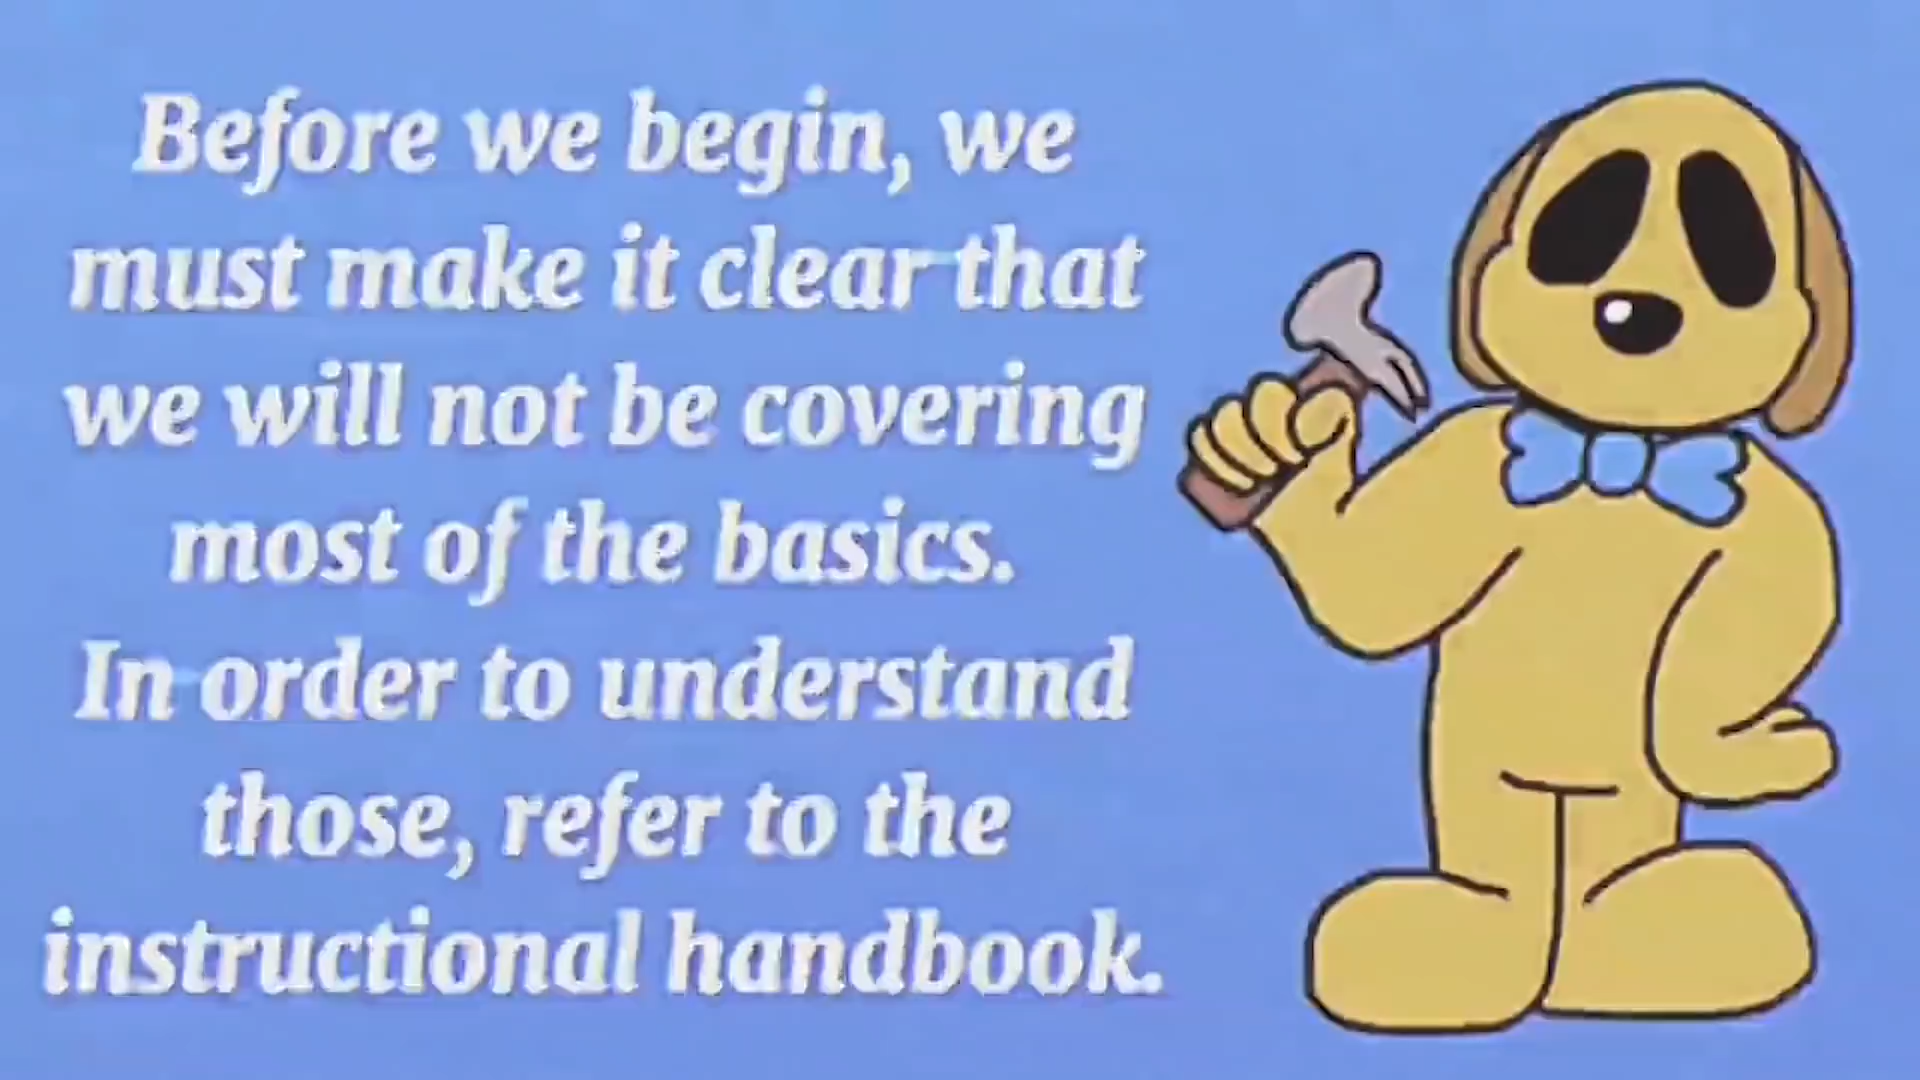 Before we begin, we
must make it clear that
we will not be covering
most of the basics.
In order to understand
those, refer to the
instructional handbook.